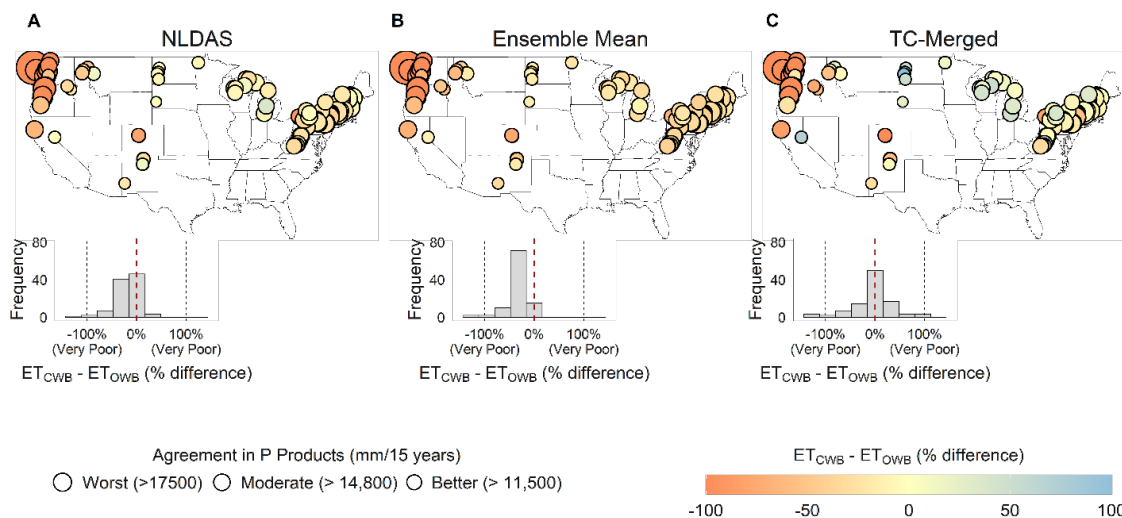 A
B
C
NLDAS
Ensemble Mean
TC-Merged
Frequency
80
40
0
-100%
0%
100%
(Very Poor)
(Very Poor)
ET_CWB - ET_OWB (% difference)
Frequency
80
40
0
-100%
0%
100%
(Very Poor)
(Very Poor)
ET_CWB - ET_OWB (% difference)
Frequency
80
40
0
-100%
0%
100%
(Very Poor)
(Very Poor)
ET_CWB - ET_OWB (% difference)
Agreement in P Products (mm/15 years)
Worst (>17500) Moderate (> 14,800) Better (> 11,500)
ET_CWB - ET_OWB (% difference)
-100 -50 0 50 100